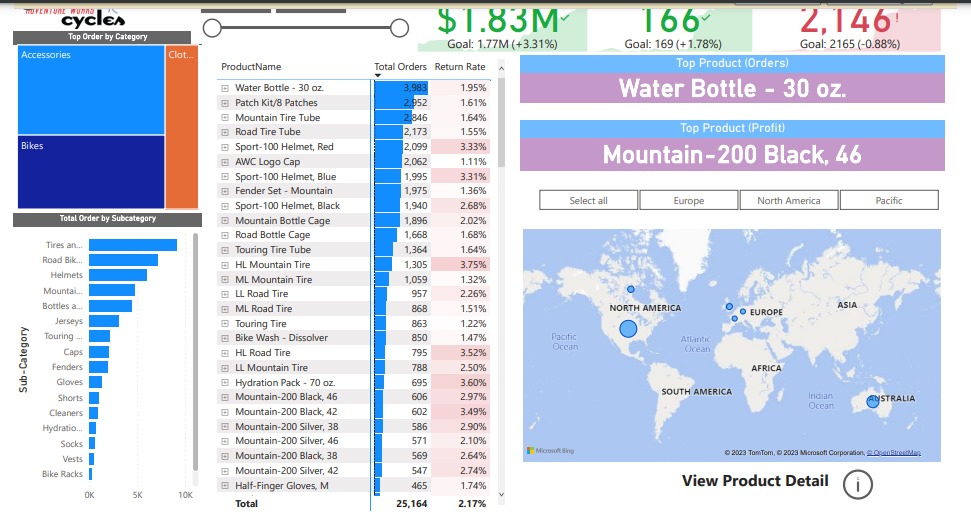 ADVENTURE WORKS
cycles
$1.83M✓
Goal: 1.77M (+3.31%)
166✓
Goal: 169 (+1.78%)
2,146!
Goal: 2165 (-0.88%)
Top Order by Category
Accessories
Clot...
Bikes
Total Order by Subcategory
Sub-Category
Tires an...
Road Bik...
Helmets
Mountai...
Bottles a...
Jerseys
Touring ...
Caps
Fenders
Gloves
Shorts
Cleaners
Hydratio...
Socks
Vests
Bike Racks
0K 5K 10K
ProductName Total Orders Return Rate
Water Bottle - 30 oz. 3,983 1.95%
Patch Kit/8 Patches 2,952 1.61%
Mountain Tire Tube 2,846 1.64%
Road Tire Tube 2,173 1.55%
Sport-100 Helmet, Red 2,099 3.33%
AWC Logo Cap 2,062 1.11%
Sport-100 Helmet, Blue 1,995 3.31%
Fender Set - Mountain 1,975 1.36%
Sport-100 Helmet, Black 1,940 2.68%
Mountain Bottle Cage 1,896 2.02%
Road Bottle Cage 1,668 1.68%
Touring Tire Tube 1,364 1.64%
HL Mountain Tire 1,305 3.75%
ML Mountain Tire 1,059 1.32%
LL Road Tire 957 2.26%
ML Road Tire 868 1.51%
Touring Tire 863 1.22%
Bike Wash - Dissolver 850 1.47%
HL Road Tire 795 3.52%
LL Mountain Tire 788 2.50%
Hydration Pack - 70 oz. 695 3.60%
Mountain-200 Black, 46 606 2.97%
Mountain-200 Black, 42 602 3.49%
Mountain-200 Silver, 38 586 2.90%
Mountain-200 Silver, 46 571 2.10%
Mountain-200 Black, 38 569 2.64%
Mountain-200 Silver, 42 547 2.74%
Half-Finger Gloves, M 465 1.74%
Total 25,164 2.17%
Top Product (Orders)
Water Bottle - 30 oz.
Top Product (Profit)
Mountain-200 Black, 46
Select all Europe North America Pacific
NORTH AMERICA
EUROPE
ASIA
Pacific
Ocean
Atlantic
Ocean
AFRICA
SOUTH AMERICA
Indian
Ocean
AUSTRALIA
Microsoft Bing
© 2023 TomTom, © 2023 Microsoft Corporation, © OpenStreetMap
View Product Detail i